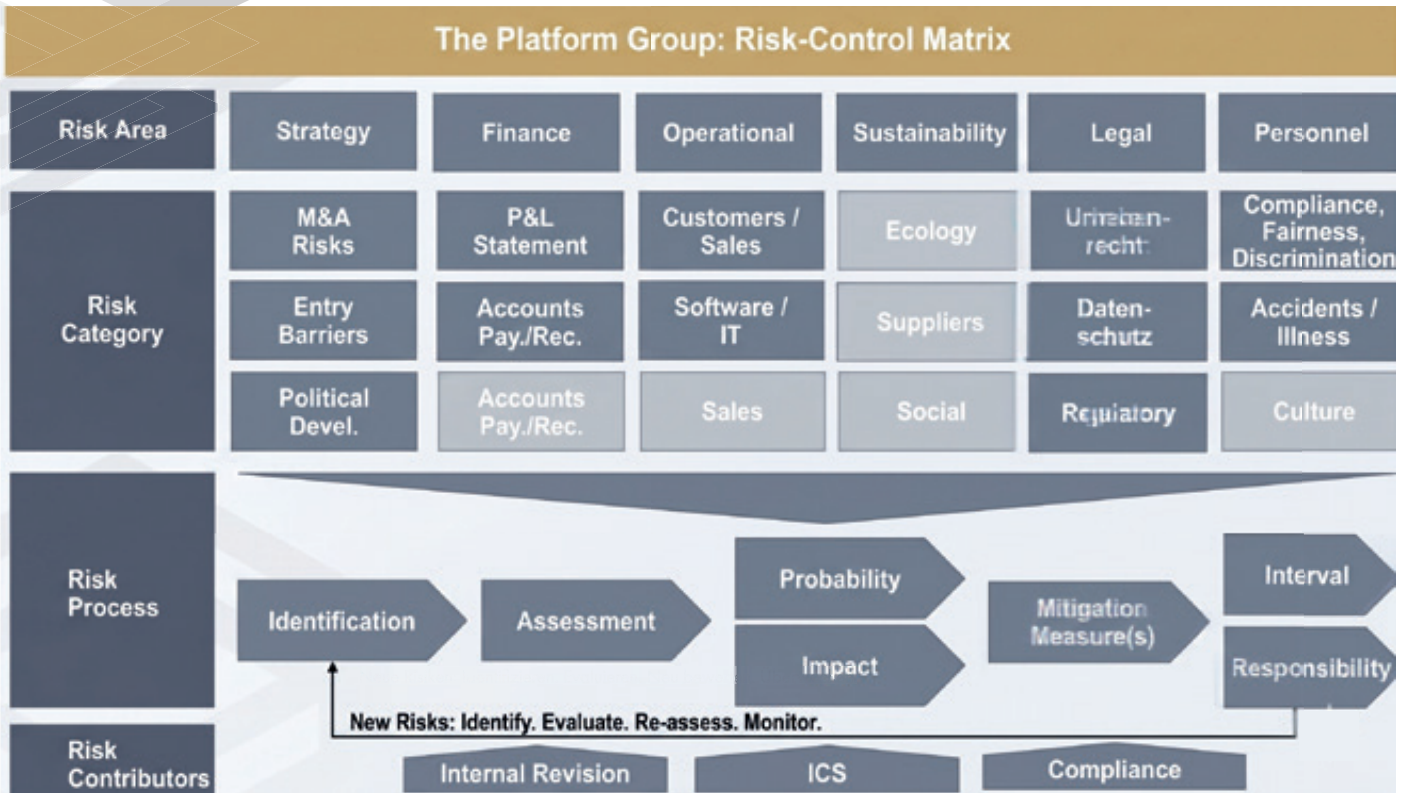 The Platform Group: Risk-Control Matrix
Risk Area
Strategy
Finance
Operational
Sustainability
Legal
Personnel
Risk
Category
M&A
Risks
P&L
Statement
Customers /
Sales
Ecology
recht
Compliance,
Fairness,
Discrimination
Entry
Barriers
Accounts
Pay./Rec.
Software /
IT
Suppliers
Daten-
schutz
Accidents /
Illness
Political
Devel.
Accounts
Pay./Rec.
Sales
Social
Culture
Risk
Process
Identification
Assessment
Probability
Impact
Mitigation
Measure(s)
Interval
Responsibility
New Risks: Identify. Evaluate. Re-assess. Monitor.
Risk
Contributors
Internal Revision
ICS
Compliance